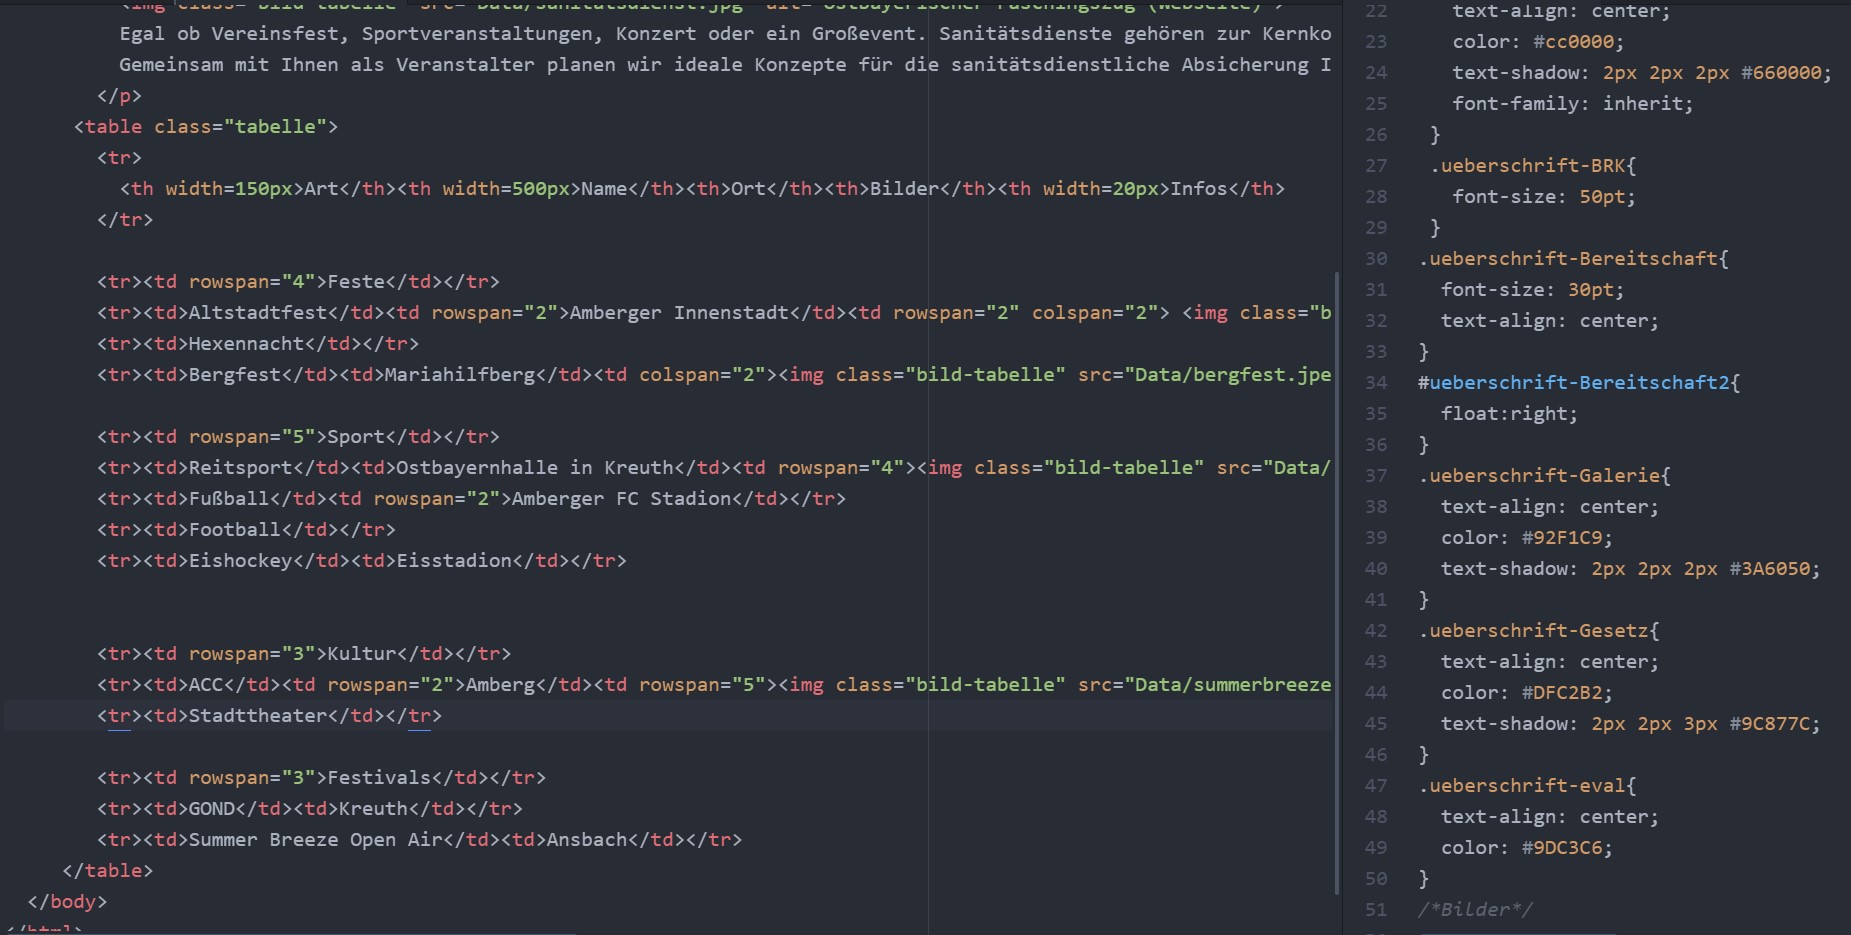 <img class="bild-tabelle" src="Data/sanitätsdienst.jpg" alt="Ostbayerischer Faschingszug (Webseite)">
Egal ob Vereinsfest, Sportveranstaltungen, Konzert oder ein Großevent. Sanitätsdienste gehören zur Kernko
Gemeinsam mit Ihnen als Veranstalter planen wir ideale Konzepte für die sanitätsdienstliche Absicherung I
</p>
<table class="tabelle">
<tr>
<th width=150px>Art</th><th width=500px>Name</th><th>Ort</th><th>Bilder</th><th width=20px>Infos</th>
</tr>
<tr><td rowspan="4">Feste</td></tr>
<tr><td>Altstadtfest</td><td rowspan="2">Amberger Innenstadt</td><td rowspan="2" colspan="2"> <img class="b
<tr><td>Hexennacht</td></tr>
<tr><td>Bergfest</td><td>Mariahilfberg</td><td colspan="2"><img class="bild-tabelle" src="Data/bergfest.jpe
<tr><td rowspan="5">Sport</td></tr>
<tr><td>Reitsport</td><td>Ostbayernhalle in Kreuth</td><td rowspan="4"><img class="bild-tabelle" src="Data/
<tr><td>Fußball</td><td rowspan="2">Amberger FC Stadion</td></tr>
<tr><td>Football</td></tr>
<tr><td>Eishockey</td><td>Eisstadion</td></tr>
<tr><td rowspan="3">Kultur</td></tr>
<tr><td>ACC</td><td rowspan="2">Amberg</td><td rowspan="5"><img class="bild-tabelle" src="Data/summerbreeze
<tr><td>Stadttheater</td></tr>
<tr><td rowspan="3">Festivals</td></tr>
<tr><td>GOND</td><td>Kreuth</td></tr>
<tr><td>Summer Breeze Open Air</td><td>Ansbach</td></tr>
</table>
</body>
</html>
22 text-align: center;
23 color: #cc0000;
24 text-shadow: 2px 2px 2px #660000;
25 font-family: inherit;
26 }
27 .ueberschrift-BRK{
28 font-size: 50pt;
29 }
30 .ueberschrift-Bereitschaft{
31 font-size: 30pt;
32 text-align: center;
33 }
34 #ueberschrift-Bereitschaft2{
35 float:right;
36 }
37 .ueberschrift-Galerie{
38 text-align: center;
39 color: #92F1C9;
40 text-shadow: 2px 2px 2px #3A6050;
41 }
42 .ueberschrift-Gesetz{
43 text-align: center;
44 color: #DFC2B2;
45 text-shadow: 2px 2px 3px #9C877C;
46 }
47 .ueberschrift-eval{
48 text-align: center;
49 color: #9DC3C6;
50 }
51 /*Bilder*/